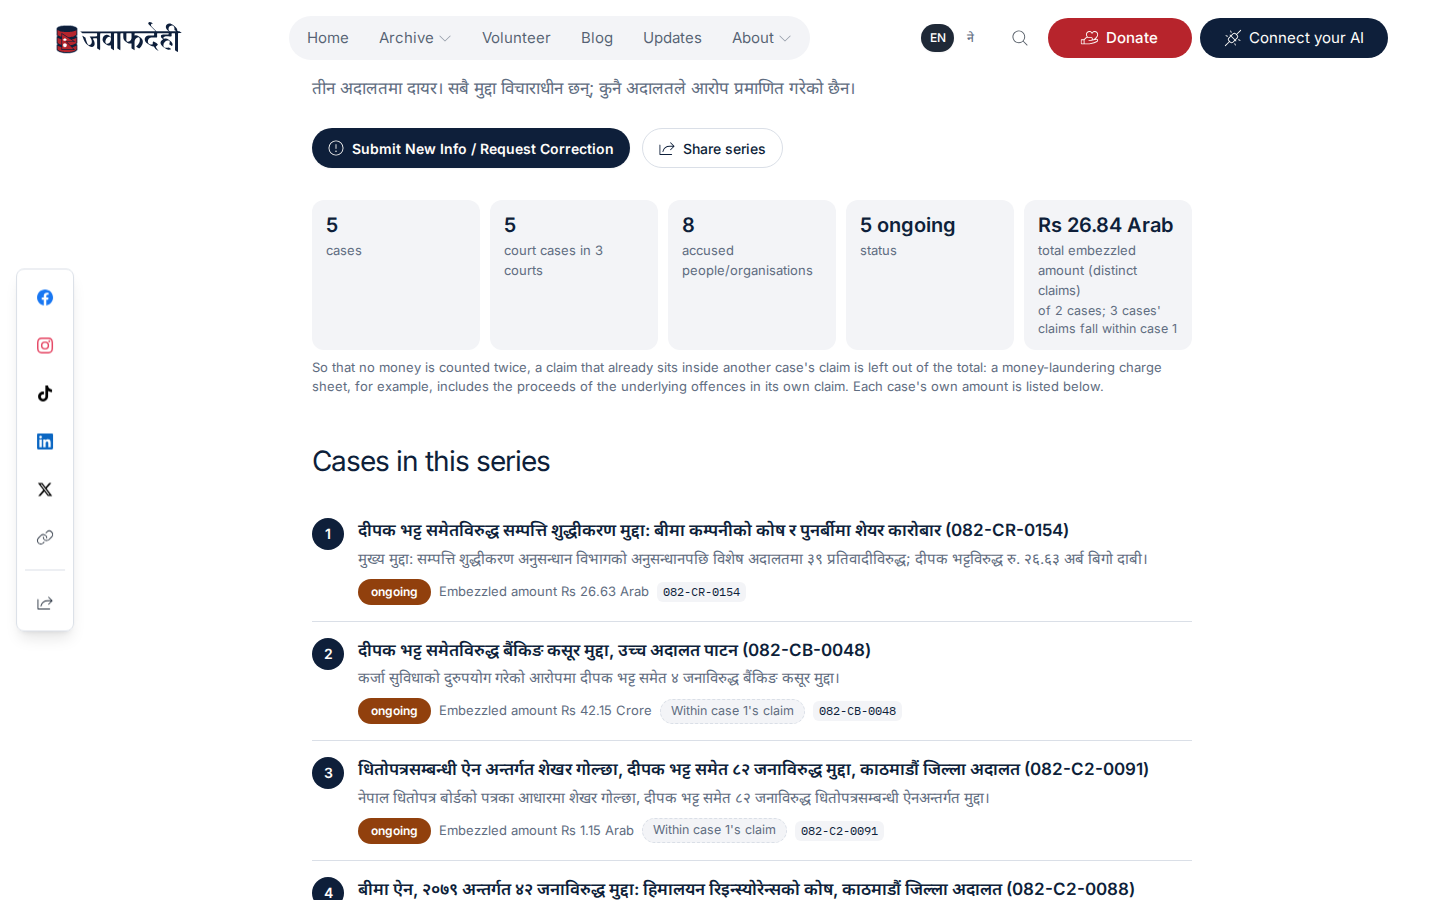 जवाफदेही
Home Archive Volunteer Blog Updates About
EN ने
Donate
Connect your AI
तीन अदालतमा दायर। सबै मुद्दा विचाराधीन छन्; कुनै अदालतले आरोप प्रमाणित गरेको छैन।
Submit New Info / Request Correction
Share series
5
cases
5
court cases in 3
courts
8
accused
people/organisations
5 ongoing
status
Rs 26.84 Arab
total embezzled
amount (distinct
claims)
of 2 cases; 3 cases'
claims fall within case 1
So that no money is counted twice, a claim that already sits inside another case's claim is left out of the total: a money-laundering charge
sheet, for example, includes the proceeds of the underlying offences in its own claim. Each case's own amount is listed below.
Cases in this series
1 दीपक भट्ट समेतविरुद्ध सम्पत्ति शुद्धीकरण मुद्दा: बीमा कम्पनीको कोष र पुनर्बीमा शेयर कारोबार (082-CR-0154)
मुख्य मुद्दा: सम्पत्ति शुद्धीकरण अनुसन्धान विभागको अनुसन्धानपछि विशेष अदालतमा ३९ प्रतिवादीविरुद्ध; दीपक भट्टविरुद्ध रु. २६.६३ अर्ब बिगो दाबी।
ongoing Embezzled amount Rs 26.63 Arab 082-CR-0154
2 दीपक भट्ट समेतविरुद्ध बैंकिङ कसूर मुद्दा, उच्च अदालत पाटन (082-CB-0048)
कर्जा सुविधाको दुरुपयोग गरेको आरोपमा दीपक भट्ट समेत ४ जनाविरुद्ध बैंकिङ कसूर मुद्दा।
ongoing Embezzled amount Rs 42.15 Crore Within case 1's claim 082-CB-0048
3 धितोपत्रसम्बन्धी ऐन अन्तर्गत शेखर गोल्छा, दीपक भट्ट समेत ८२ जनाविरुद्ध मुद्दा, काठमाडौं जिल्ला अदालत (082-C2-0091)
नेपाल धितोपत्र बोर्डको पत्रका आधारमा शेखर गोल्छा, दीपक भट्ट समेत ८२ जनाविरुद्ध धितोपत्रसम्बन्धी ऐनअन्तर्गत मुद्दा।
ongoing Embezzled amount Rs 1.15 Arab Within case 1's claim 082-C2-0091
4 बीमा ऐन, २०७९ अन्तर्गत ४२ जनाविरुद्ध मुद्दा: हिमालयन रिइन्स्योरेन्सको कोष, काठमाडौं जिल्ला अदालत (082-C2-0088)